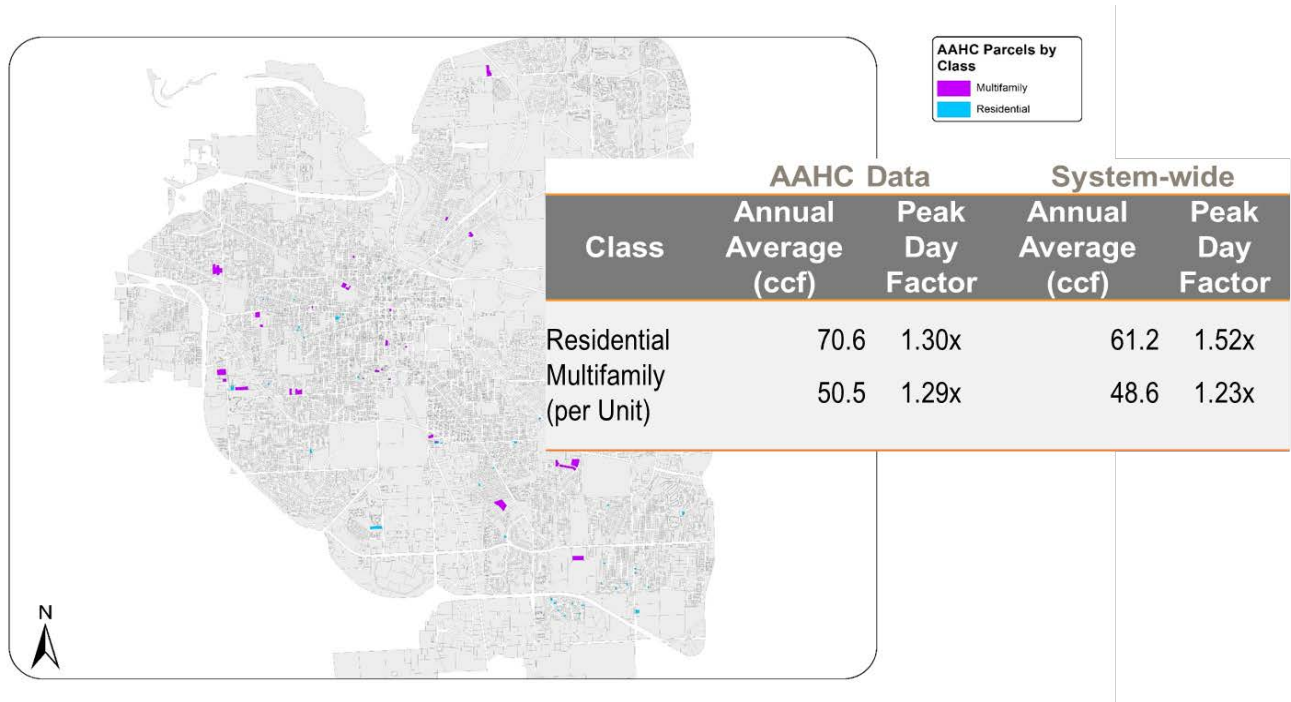 AAHC Parcels by
Class
Multifamily
Residential
AAHC Data System-wide
Class Annual Average (ccf) Peak Day Factor Annual Average (ccf) Peak Day Factor
Residential 70.6 1.30x 61.2 1.52x
Multifamily
(per Unit) 50.5 1.29x 48.6 1.23x
N